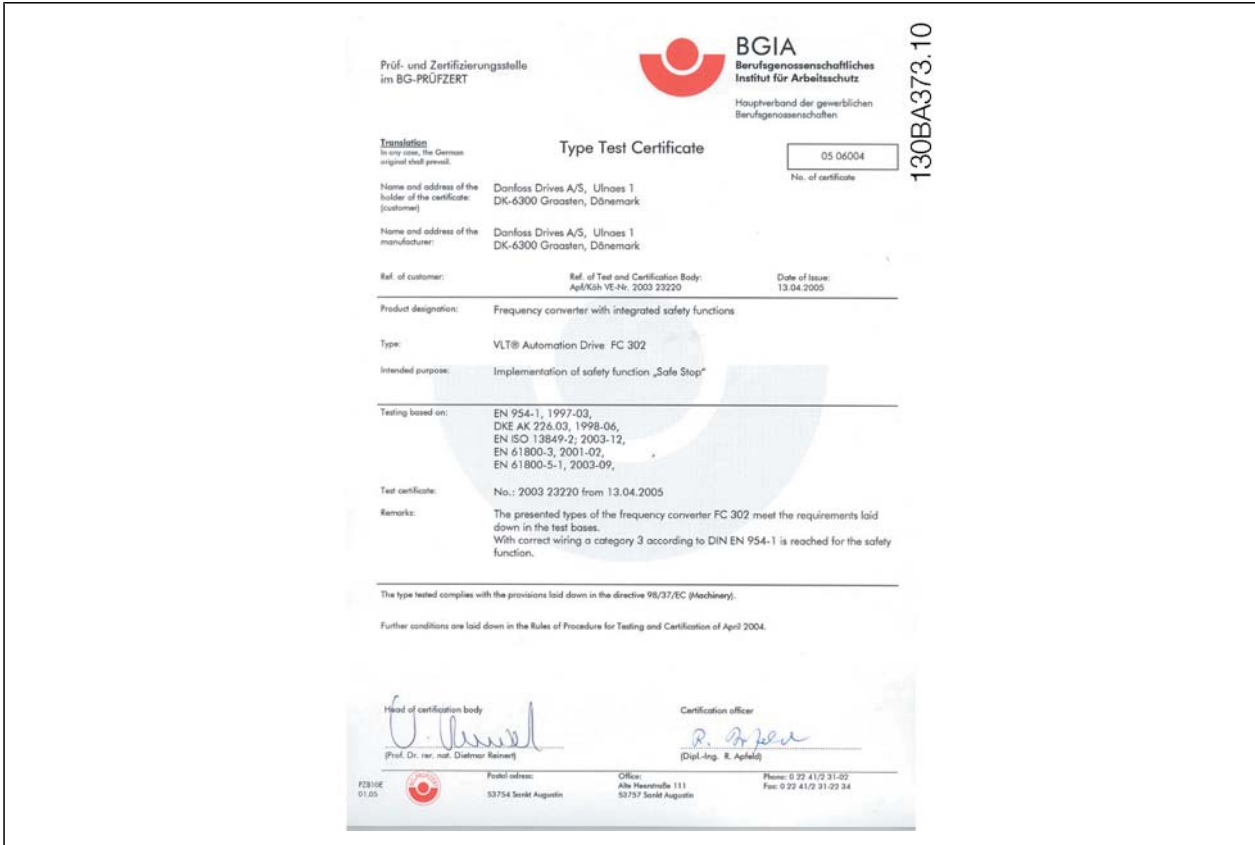 130BA373.10
Prüf- und Zertifizierungsstelle
im BG-PRÜFZERT
BGIA
Berufsgenossenschaftliches
Institut für Arbeitsschutz
Hauptverband der gewerblichen
Berufsgenossenschaften
Translation
In any case, the German
original shall prevail.
Type Test Certificate
05 06004
No. of certificate
Name and address of the
holder of the certificate:
(customer)
Danfoss Drives A/S, Ulnaes 1
DK-6300 Graasten, Dänemark
Name and address of the
manufacturer:
Danfoss Drives A/S, Ulnaes 1
DK-6300 Graasten, Dänemark
Ref. of customer:
Ref. of Test and Certification Body:
Apf/Köh VE-Nr. 2003 23220
Date of Issue:
13.04.2005
Product designation:
Frequency converter with integrated safety functions
Type:
VLT® Automation Drive FC 302
Intended purpose:
Implementation of safety function „Safe Stop“
Testing based on:
EN 954-1, 1997-03,
DKE AK 226.03, 1998-06,
EN ISO 13849-2; 2003-12,
EN 61800-3, 2001-02,
EN 61800-5-1, 2003-09,
Test certificate:
No.: 2003 23220 from 13.04.2005
Remarks:
The presented types of the frequency converter FC 302 meet the requirements laid
down in the test bases.
With correct wiring a category 3 according to DIN EN 954-1 is reached for the safety
function.
The type tested complies with the provisions laid down in the directive 98/37/EC (Machinery).
Further conditions are laid down in the Rules of Procedure for Testing and Certification of April 2004.
Head of certification body
(Prof. Dr. rer. nat. Dietmar Reinert)
Certification officer
R. Apfeld
(Dipl.-Ing. R. Apfeld)
PZB10E
01.05
Postal adress:
53754 Sankt Augustin
Office:
Alte Heerstraße 111
53757 Sankt Augustin
Phone: 0 22 41/2 31-02
Fax: 0 22 41/2 31-22 34